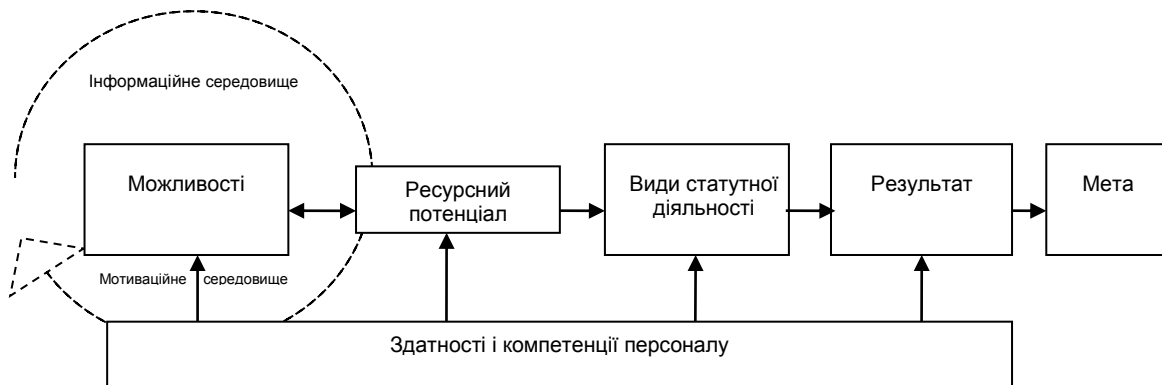 Інформаційне середовище
Можливості
Ресурсний
потенціал
Види статутної
діяльності
Результат
Мета
Мотиваційне середовище
Здатності і компетенції персоналу